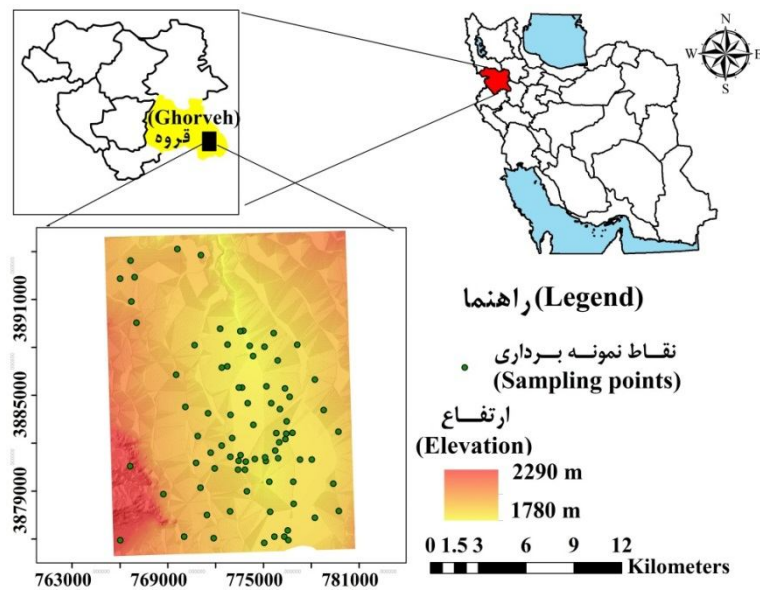 N
W E
S
(Ghorveh)
قروه
راهنما (Legend)
نقاط نمونه برداری
(Sampling points)
ارتفاع
(Elevation)
2290 m
1780 m
0 1.5 3 6 9 12
Kilometers
3891000
3885000
3879000
763000 769000 775000 781000